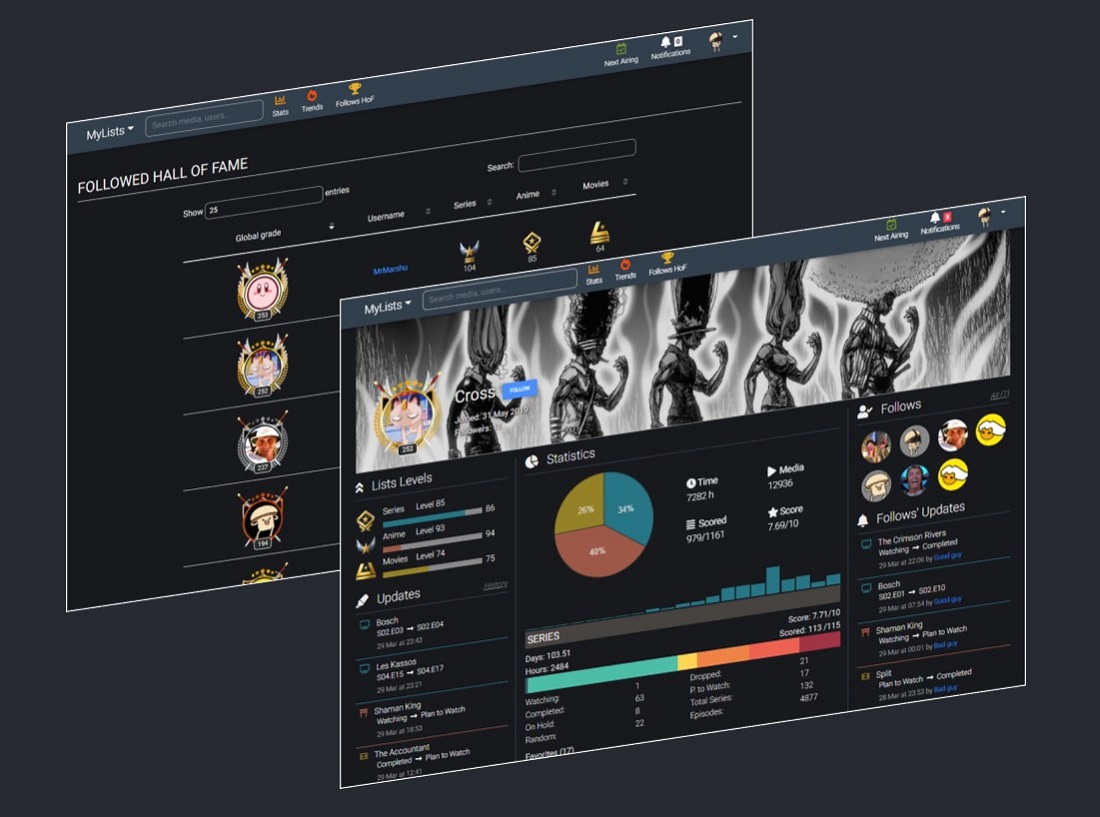 MyLists
Search media, users...
Stats
Trends
Follows HoF
Next Airing
0
Notifications
FOLLOWED HALL OF FAME
Show 25 entries
Search:
Global grade
Username
Series
Anime
Movies
253
MrMarshu
104
85
64
252
227
194
MyLists
Search media, users...
Stats
Trends
Follows HoF
Next Airing
3
Notifications
Cross
FOLLOW
Joined: 31 May
Followers:
252
Lists Levels
Series Level 85
86
Anime Level 93
94
Movies Level 74
75
History
Updates
Bosch
S02.E03 → S02.E04
29 Mar at 23:43
Les Kassos
S04.E15 → S04.E17
29 Mar at 23:21
Shaman King
Watching → Plan to Watch
29 Mar at 18:53
The Accountant
Completed → Plan to Watch
29 Mar at 12:41
Statistics
26%
34%
40%
Time
7282 h
Media
12936
Scored
979/1161
Score
7.69/10
SERIES
Score: 7.71/10
Scored: 113 /115
Days: 103.51
Hours: 2484
Watching: 1
Completed: 63
On Hold: 8
Random: 22
Dropped: 21
P. to Watch: 17
Total Series: 132
Episodes: 4877
Favorites (17)
Follows
All (7)
Follows' Updates
The Crimson Rivers
Watching → Completed
29 Mar at 22:06 by Good guy
Bosch
S02.E01 → S02.E10
29 Mar at 07:54 by Good guy
Shaman King
Watching → Plan to Watch
29 Mar at 00:01 by Bad guy
Split
Plan to Watch → Completed
28 Mar at 23:53 by Bad guy